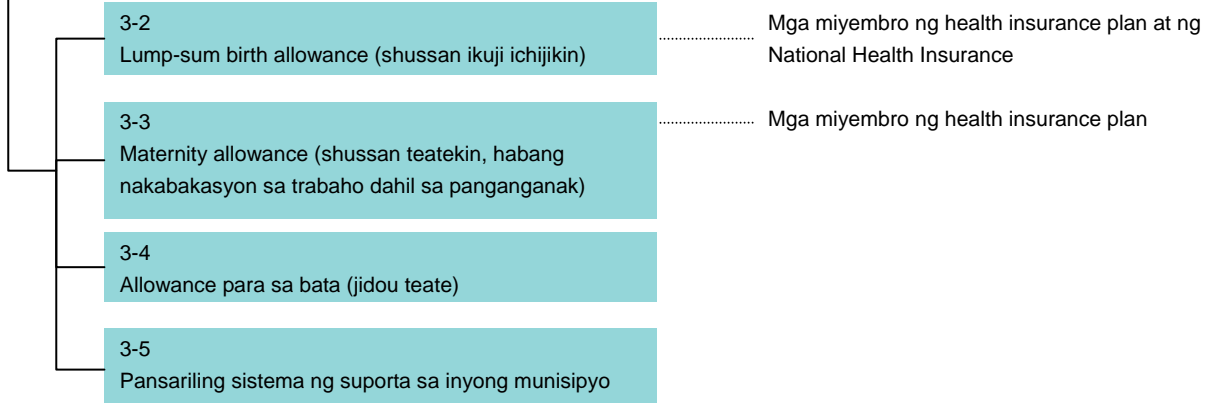 3-2
Lump-sum birth allowance (shussan ikuji ichijikin)
Mga miyembro ng health insurance plan at ng
National Health Insurance
3-3
Maternity allowance (shussan teatekin, habang
nakabakasyon sa trabaho dahil sa panganganak)
Mga miyembro ng health insurance plan
3-4
Allowance para sa bata (jidou teate)
3-5
Pansariling sistema ng suporta sa inyong munisipyo